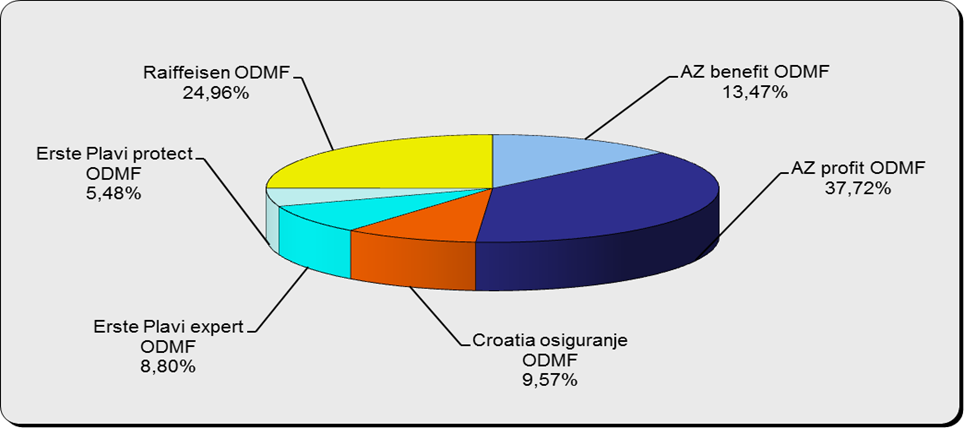 Raiffeisen ODMF
24,96%
AZ benefit ODMF
13,47%
Erste Plavi protect
ODMF
5,48%
AZ profit ODMF
37,72%
Erste Plavi expert
ODMF
8,80%
Croatia osiguranje
ODMF
9,57%